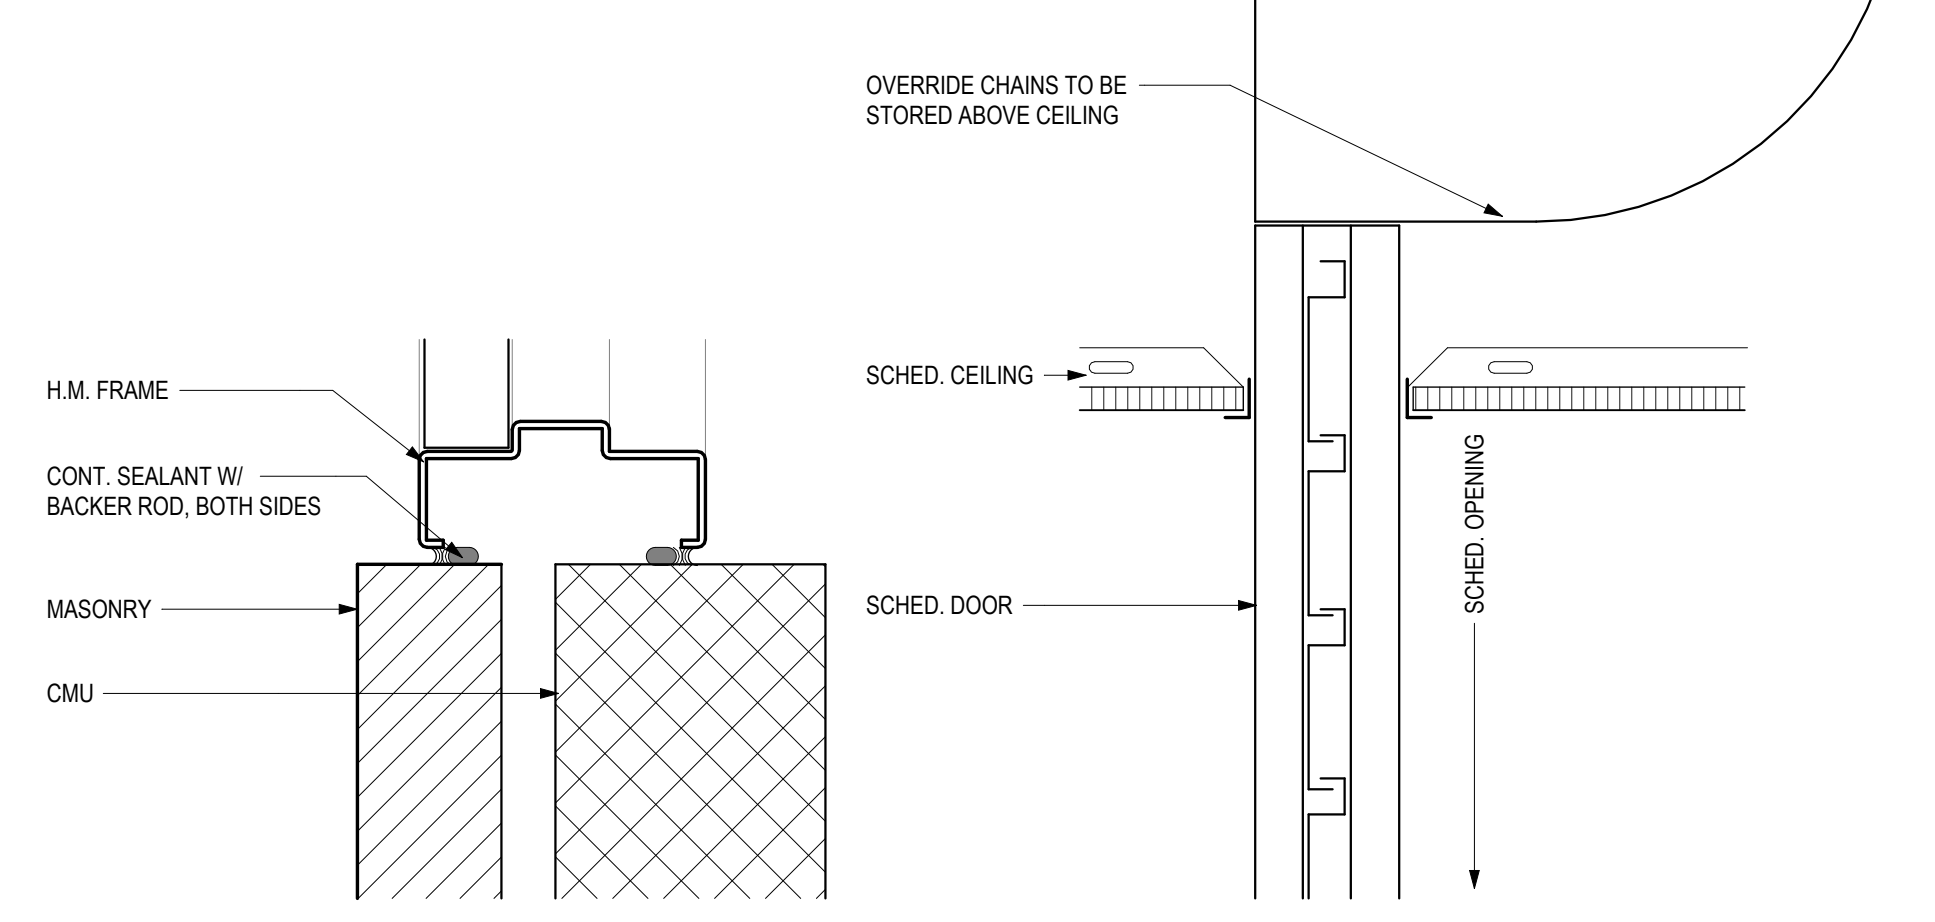 H.M. FRAME
CONT. SEALANT W/
BACKER ROD, BOTH SIDES
MASONRY
CMU
OVERRIDE CHAINS TO BE
STORED ABOVE CEILING
SCHED. CEILING
SCHED. DOOR
SCHED. OPENING